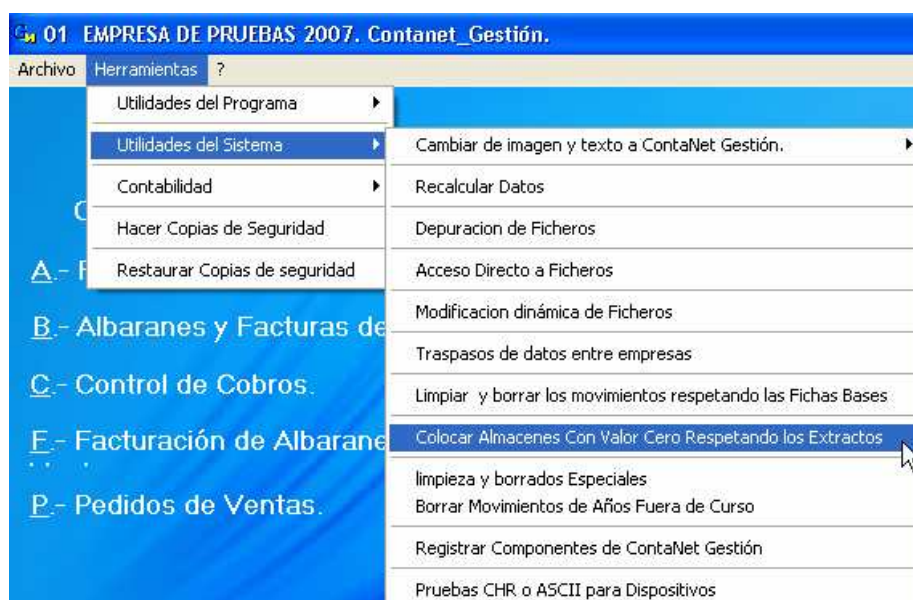 01 EMPRESA DE PRUEBAS 2007. Contanet_Gestión.
Archivo Herramientas ?
Utilidades del Programa
Utilidades del Sistema
Contabilidad
Hacer Copias de Seguridad
Restaurar Copias de seguridad
Cambiar de imagen y texto a ContaNet Gestión.
Recalcular Datos
Depuracion de Ficheros
Acceso Directo a Ficheros
Modificacion dinámica de Ficheros
Traspasos de datos entre empresas
Limpiar y borrar los movimientos respetando las Fichas Bases
Colocar Almacenes Con Valor Cero Respetando los Extractos
limpieza y borrados Especiales
Borrar Movimientos de Años Fuera de Curso
Registrar Componentes de ContaNet Gestión
Pruebas CHR o ASCII para Dispositivos
A.-
B.- Albaranes y Facturas de
C.- Control de Cobros.
F.- Facturación de Albarane
P.- Pedidos de Ventas.